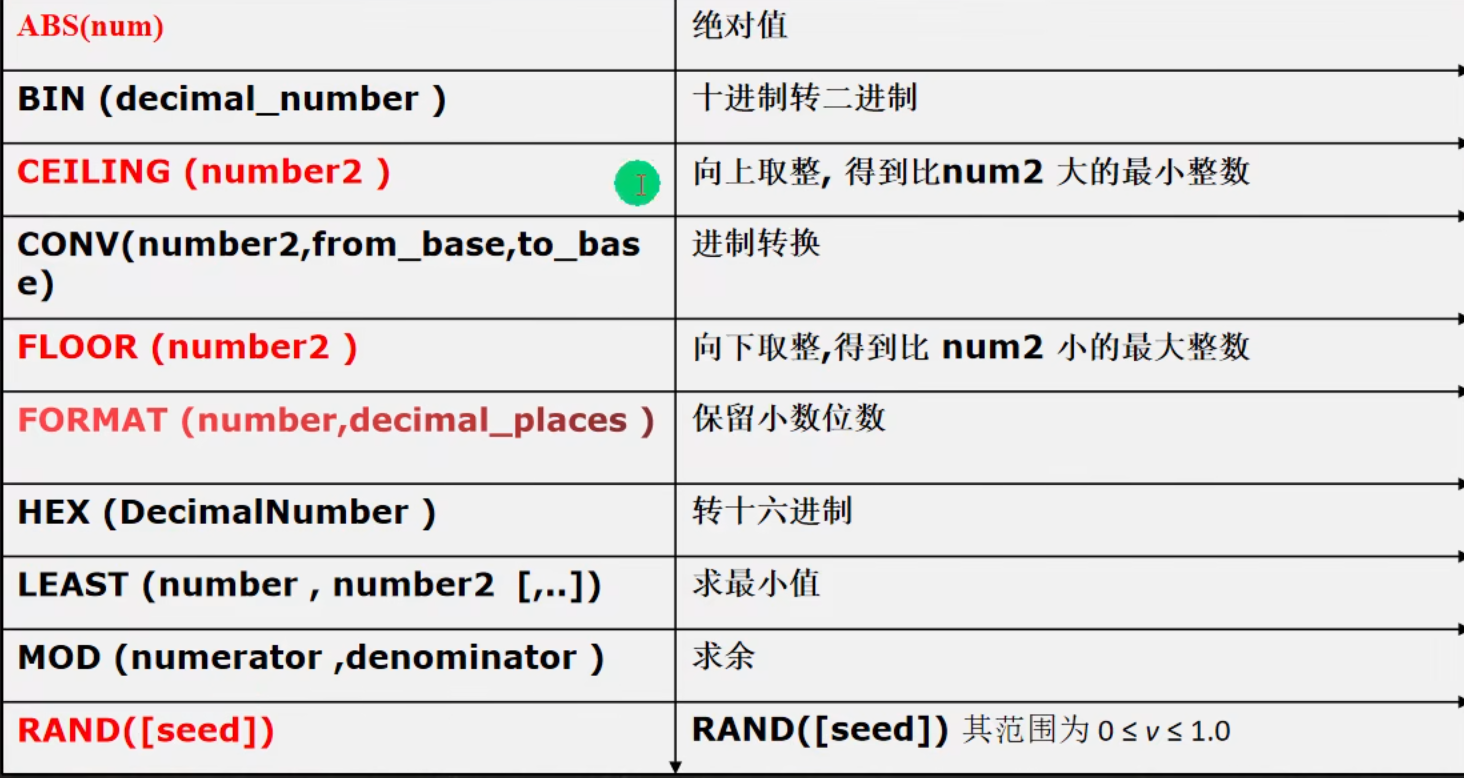 ABS(num)
绝对值
BIN (decimal_number )
十进制转二进制
CEILING (number2 )
向上取整, 得到比num2 大的最小整数
CONV(number2,from_base,to_bas
e)
进制转换
FLOOR (number2 )
向下取整,得到比 num2 小的最大整数
FORMAT (number,decimal_places )
保留小数位数
HEX (DecimalNumber )
转十六进制
LEAST (number , number2 [,..])
求最小值
MOD (numerator ,denominator )
求余
RAND([seed])
RAND([seed]) 其范围为 0 ≤ v ≤ 1.0